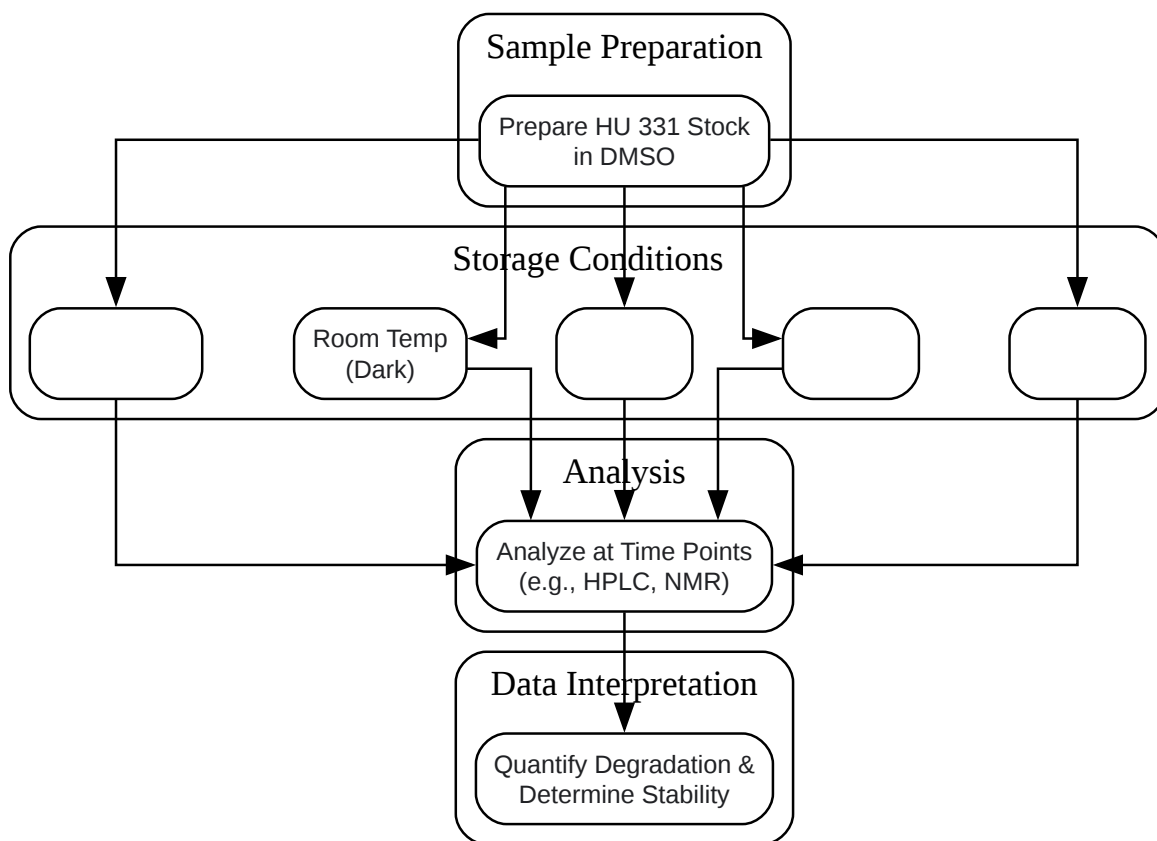 Sample Preparation
Prepare HU 331 Stock
in DMSO
Storage Conditions
Room Temp
(Dark)
Analysis
Analyze at Time Points
(e.g., HPLC, NMR)
Data Interpretation
Quantify Degradation &
Determine Stability